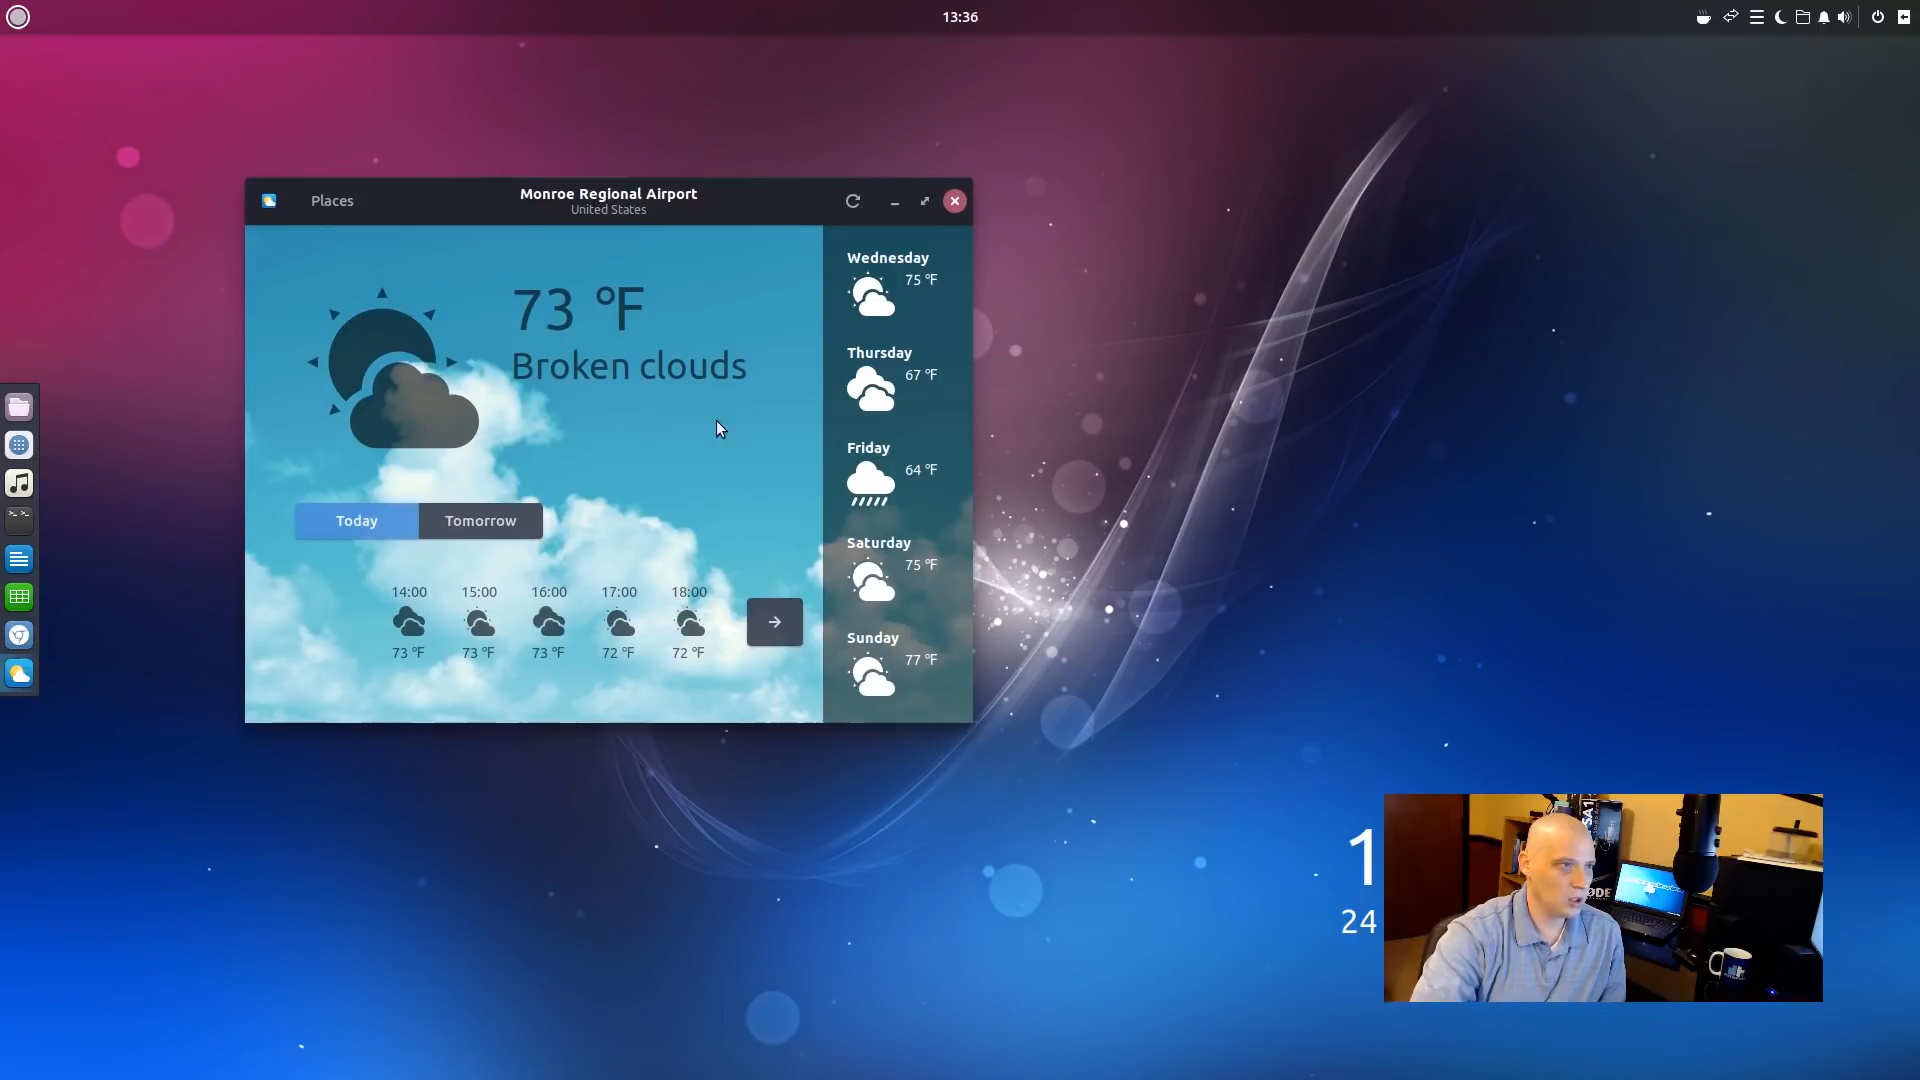 13:36
Places
Monroe Regional Airport
United States
73 °F
Broken clouds
Today
Tomorrow
14:00 15:00 16:00 17:00 18:00
73 °F 73 °F 73 °F 72 °F 72 °F
Wednesday
75 °F
Thursday
67 °F
Friday
64 °F
Saturday
75 °F
Sunday
77 °F
1
24